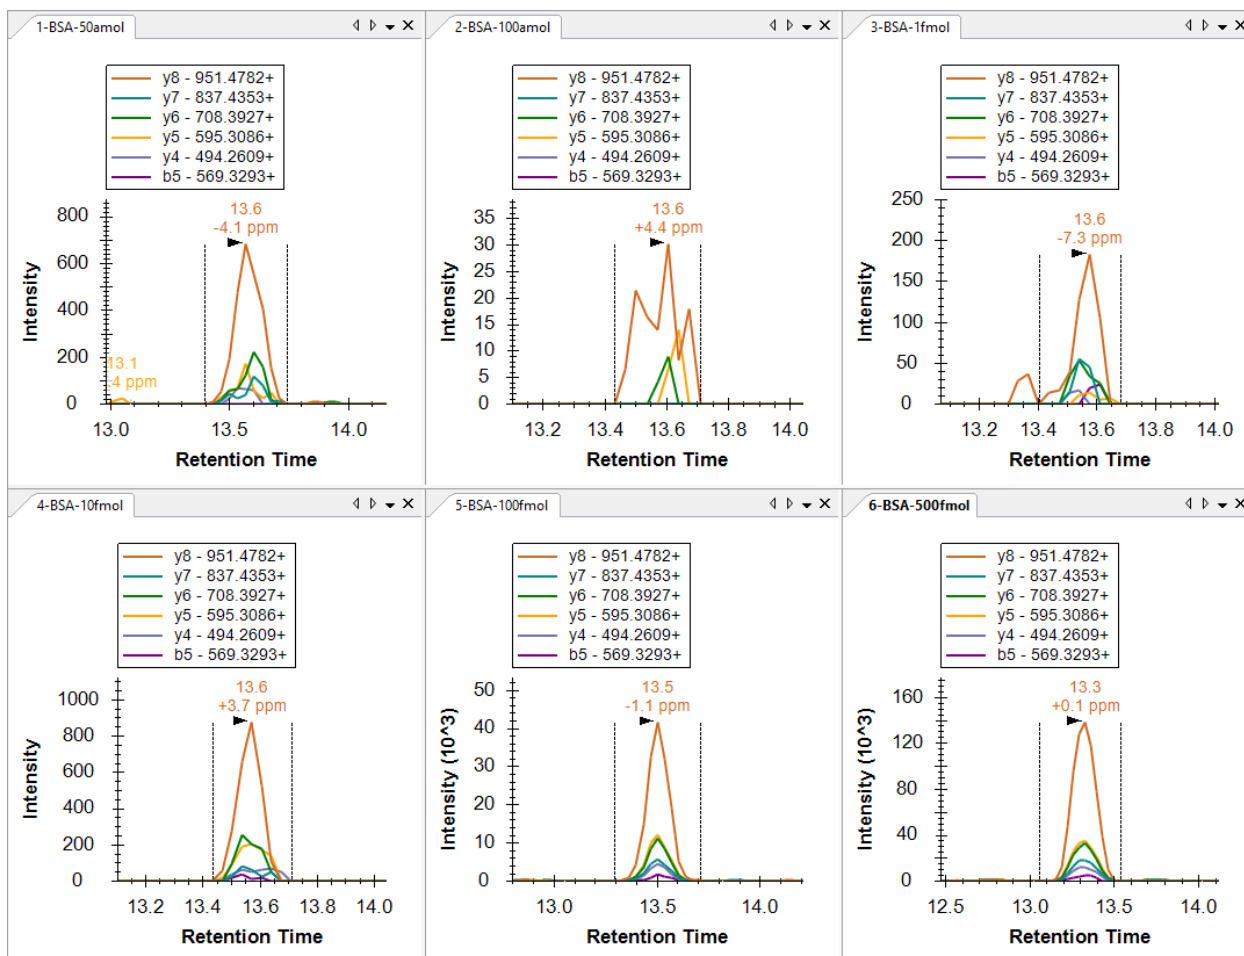 1-BSA-50amol
y8 - 951.4782+
y7 - 837.4353+
y6 - 708.3927+
y5 - 595.3086+
y4 - 494.2609+
b5 - 569.3293+
13.6
-4.1 ppm
13.1
-4 ppm
800
600
400
200
0
Intensity
13.0
13.5
14.0
Retention Time
2-BSA-100amol
y8 - 951.4782+
y7 - 837.4353+
y6 - 708.3927+
y5 - 595.3086+
y4 - 494.2609+
b5 - 569.3293+
13.6
+4.4 ppm
35
30
25
20
15
10
5
0
Intensity
13.2
13.4
13.6
13.8
14.0
Retention Time
3-BSA-1fmol
y8 - 951.4782+
y7 - 837.4353+
y6 - 708.3927+
y5 - 595.3086+
y4 - 494.2609+
b5 - 569.3293+
13.6
-7.3 ppm
250
200
150
100
50
0
Intensity
13.2
13.4
13.6
13.8
14.0
Retention Time
4-BSA-10fmol
y8 - 951.4782+
y7 - 837.4353+
y6 - 708.3927+
y5 - 595.3086+
y4 - 494.2609+
b5 - 569.3293+
13.6
+3.7 ppm
1000
800
600
400
200
0
Intensity
13.2
13.4
13.6
13.8
14.0
Retention Time
5-BSA-100fmol
y8 - 951.4782+
y7 - 837.4353+
y6 - 708.3927+
y5 - 595.3086+
y4 - 494.2609+
b5 - 569.3293+
13.5
-1.1 ppm
50
40
30
20
10
0
Intensity (10^3)
13.0
13.5
14.0
Retention Time
6-BSA-500fmol
y8 - 951.4782+
y7 - 837.4353+
y6 - 708.3927+
y5 - 595.3086+
y4 - 494.2609+
b5 - 569.3293+
13.3
+0.1 ppm
160
120
80
40
0
Intensity (10^3)
12.5
13.0
13.5
14.0
Retention Time